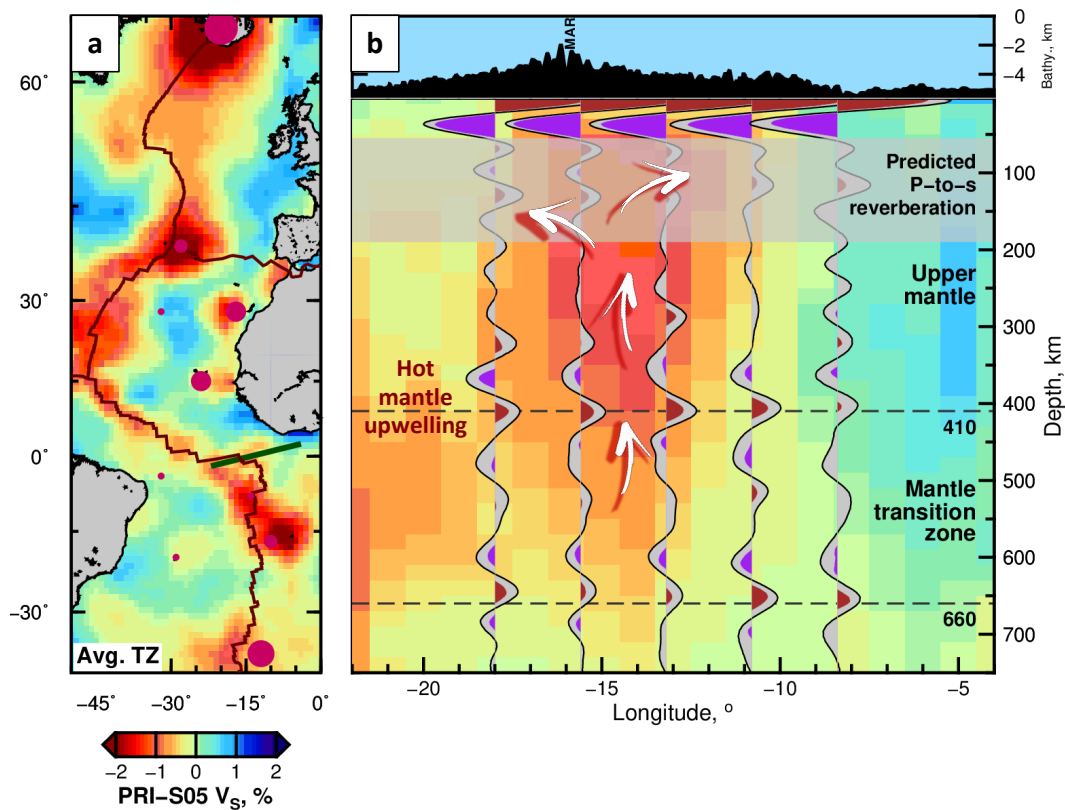 a
60˚
30˚
0˚
−30˚
Avg. TZ
−45˚ −30˚ −15˚ 0˚
−2 −1 0 1 2
PRI−S05 VS, %
b
MAR
0
−2
−4
Bathy., km
Predicted
P−to−s
reverberation
Upper
mantle
Hot
mantle
upwelling
410
Mantle
transition
zone
660
100
200
300
400
500
600
700
Depth, km
−20 −15 −10 −5
Longitude, o